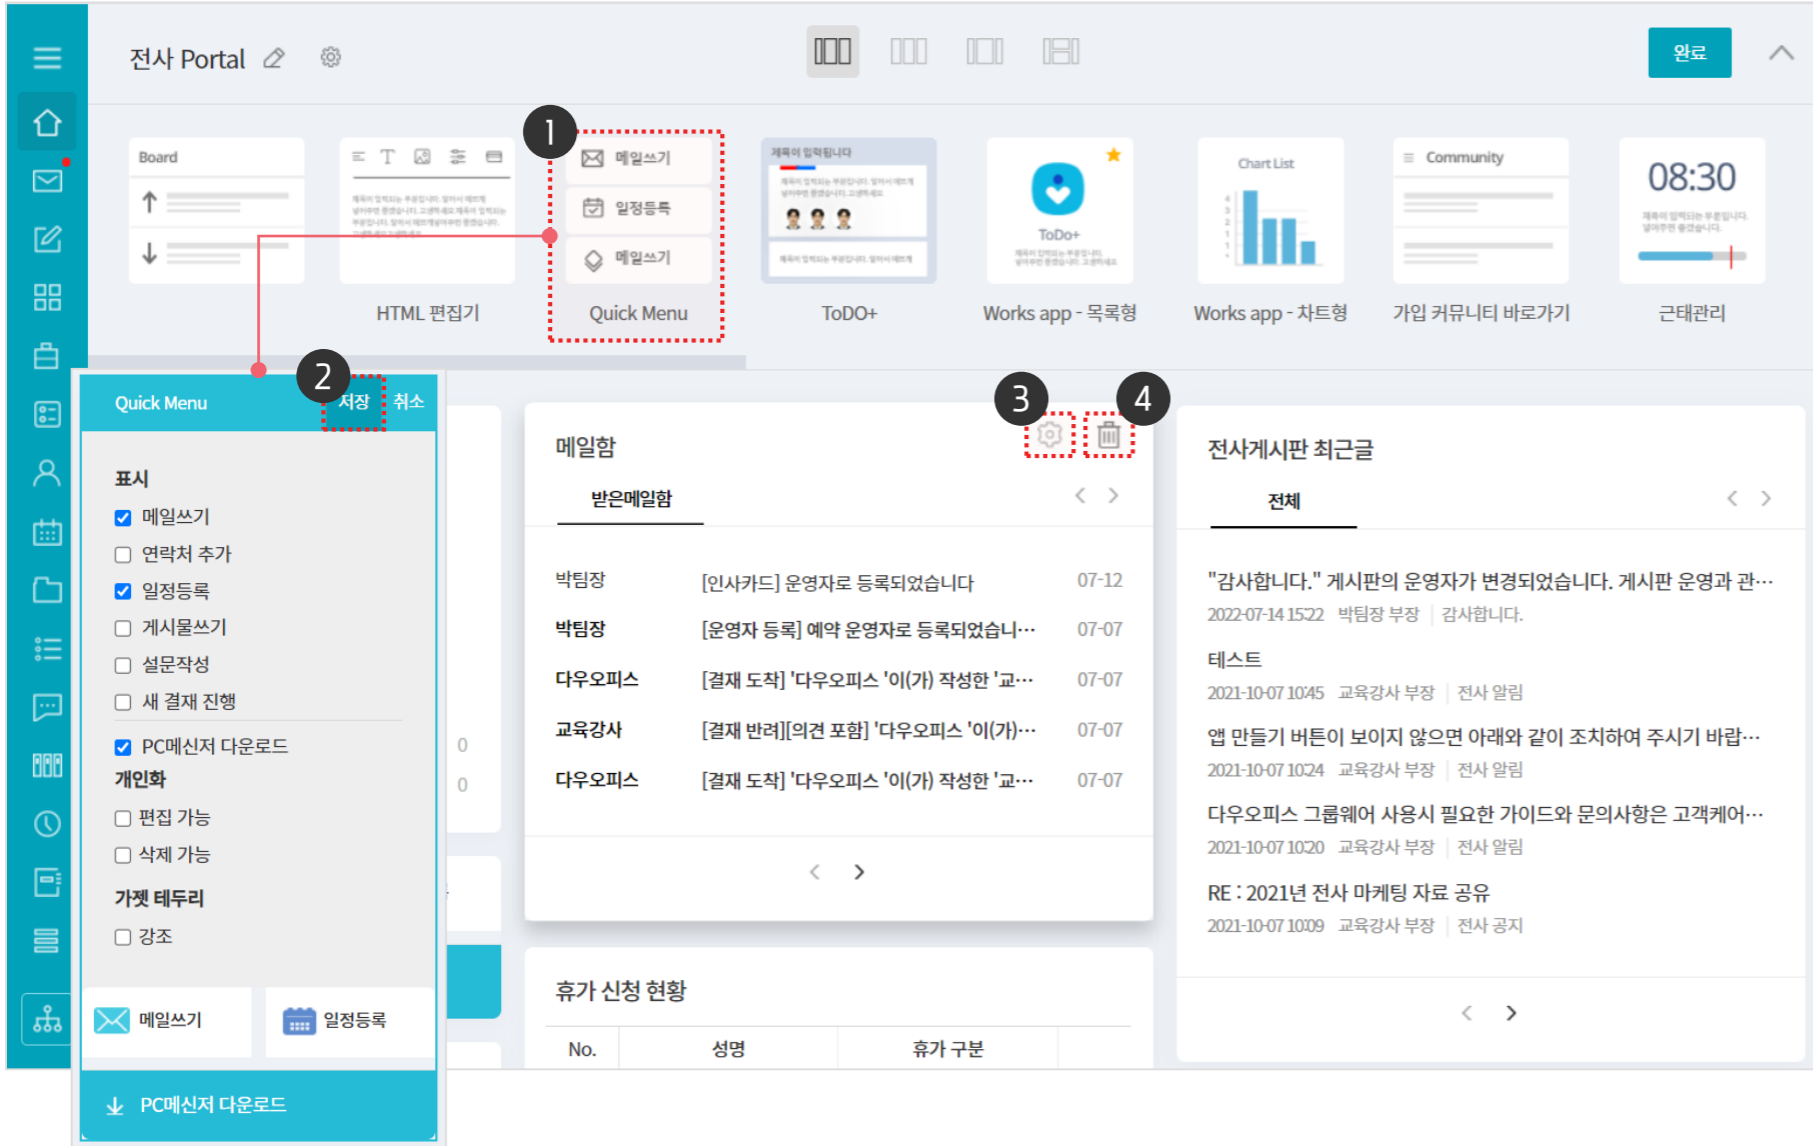 전사 Portal
완료
1
Board
메일쓰기
일정등록
메일쓰기
제목이 입력됩니다
ToDo+
Chart List
4
3
2
1
1
Community
08:30
HTML 편집기
Quick Menu
ToDO+
Works app - 목록형
Works app - 차트형
가입 커뮤니티 바로가기
근태관리
2
Quick Menu
저장
취소
표시
메일쓰기
연락처 추가
일정등록
게시물쓰기
설문작성
새 결재 진행
PC메신저 다운로드
개인화
편집 가능
삭제 가능
가젯 테두리
강조
메일쓰기
일정등록
PC메신저 다운로드
0
0
3
4
메일함
받은메일함
박팀장 [인사카드] 운영자로 등록되었습니다 07-12
박팀장 [운영자 등록] 예약 운영자로 등록되었습니… 07-07
다우오피스 [결재 도착] '다우오피스 '이(가) 작성한 '교… 07-07
교육강사 [결재 반려][의견 포함] '다우오피스 '이(가)… 07-07
다우오피스 [결재 도착] '다우오피스 '이(가) 작성한 '교… 07-07
휴가 신청 현황
No. 성명 휴가 구분
전사게시판 최근글
전체
"감사합니다." 게시판의 운영자가 변경되었습니다. 게시판 운영과 관…
2022-07-14 15:22 박팀장 부장 감사합니다.
테스트
2021-10-07 10:45 교육강사 부장 전사 알림
앱 만들기 버튼이 보이지 않으면 아래와 같이 조치하여 주시기 바랍…
2021-10-07 10:24 교육강사 부장 전사 알림
다우오피스 그룹웨어 사용시 필요한 가이드와 문의사항은 고객케어…
2021-10-07 10:20 교육강사 부장 전사 알림
RE : 2021년 전사 마케팅 자료 공유
2021-10-07 10:09 교육강사 부장 전사 공지